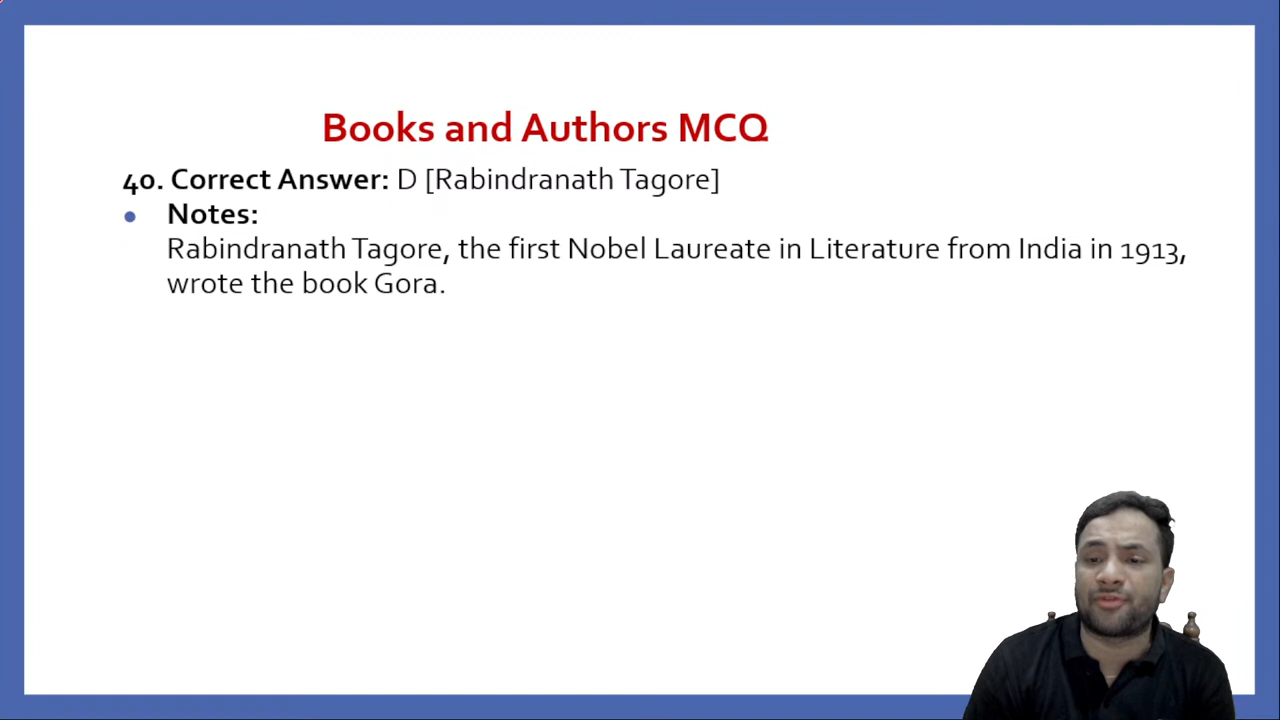 Books and Authors MCQ
40. Correct Answer: D [Rabindranath Tagore]
Notes:
Rabindranath Tagore, the first Nobel Laureate in Literature from India in 1913,
wrote the book Gora.